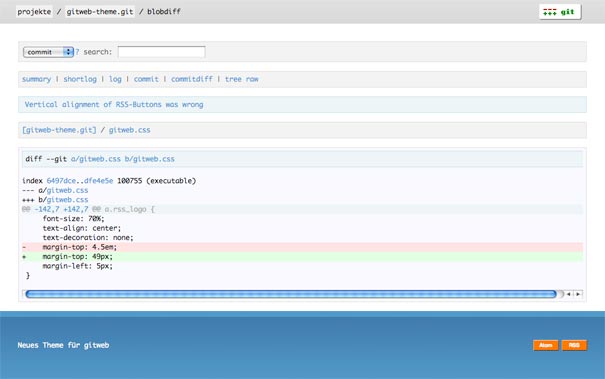 projekte / gitweb-theme.git / blobdiff
git
commit ? search:
summary | shortlog | log | commit | commitdiff | tree raw
Vertical alignment of RSS-Buttons was wrong
[gitweb-theme.git] / gitweb.css
diff --git a/gitweb.css b/gitweb.css
index 6497dce..dfe4e5e 100755 (executable)
--- a/gitweb.css
+++ b/gitweb.css
@@ -142,7 +142,7 @@ a.rss_logo {
font-size: 70%;
text-align: center;
text-decoration: none;
- margin-top: 4.5em;
+ margin-top: 49px;
margin-left: 5px;
}
Neues Theme für gitweb
Atom RSS